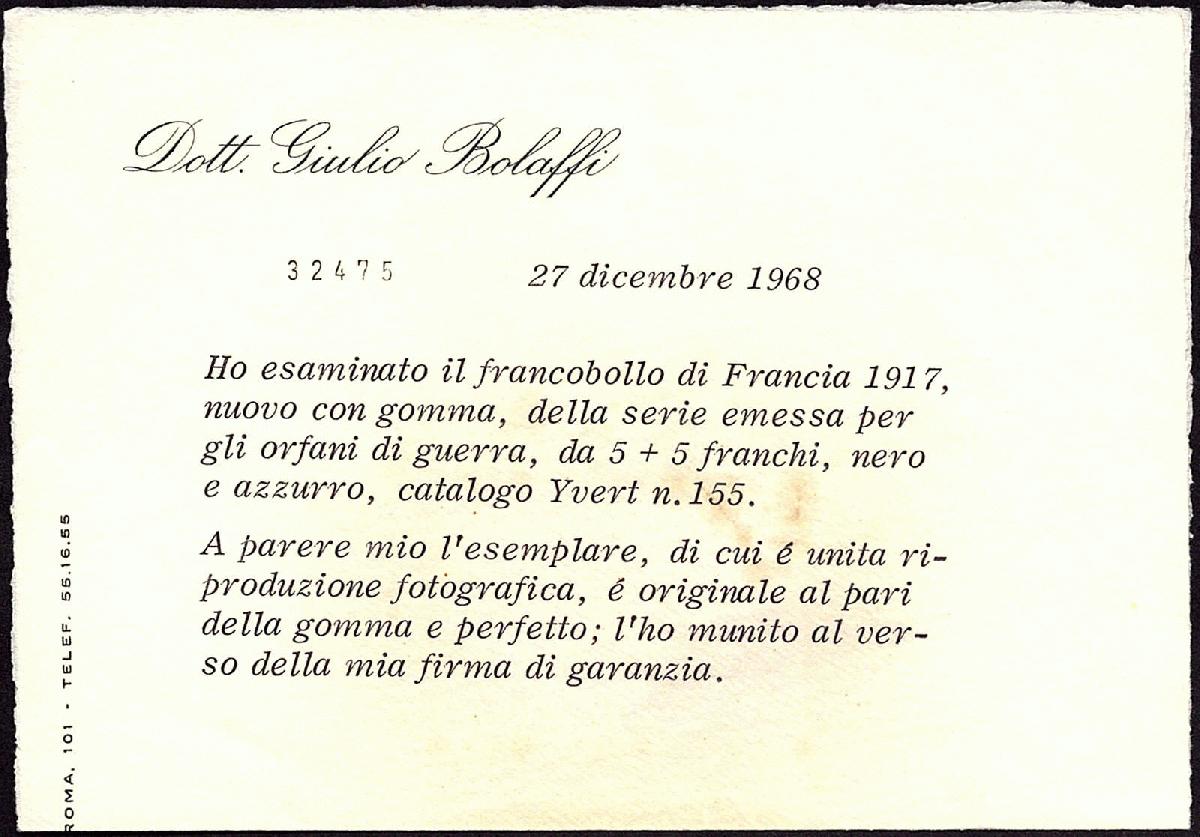 Dott. Giulio Bolaffi
32475 27 dicembre 1968
Ho esaminato il francobollo di Francia 1917,
nuovo con gomma, della serie emessa per
gli orfani di guerra, da 5 + 5 franchi, nero
e azzurro, catalogo Yvert n. 155.
A parere mio l'esemplare, di cui é unita ri-
produzione fotografica, é originale al pari
della gomma e perfetto; l'ho munito al ver-
so della mia firma di garanzia.
ROMA, 101 - TELEF. 55.16.55